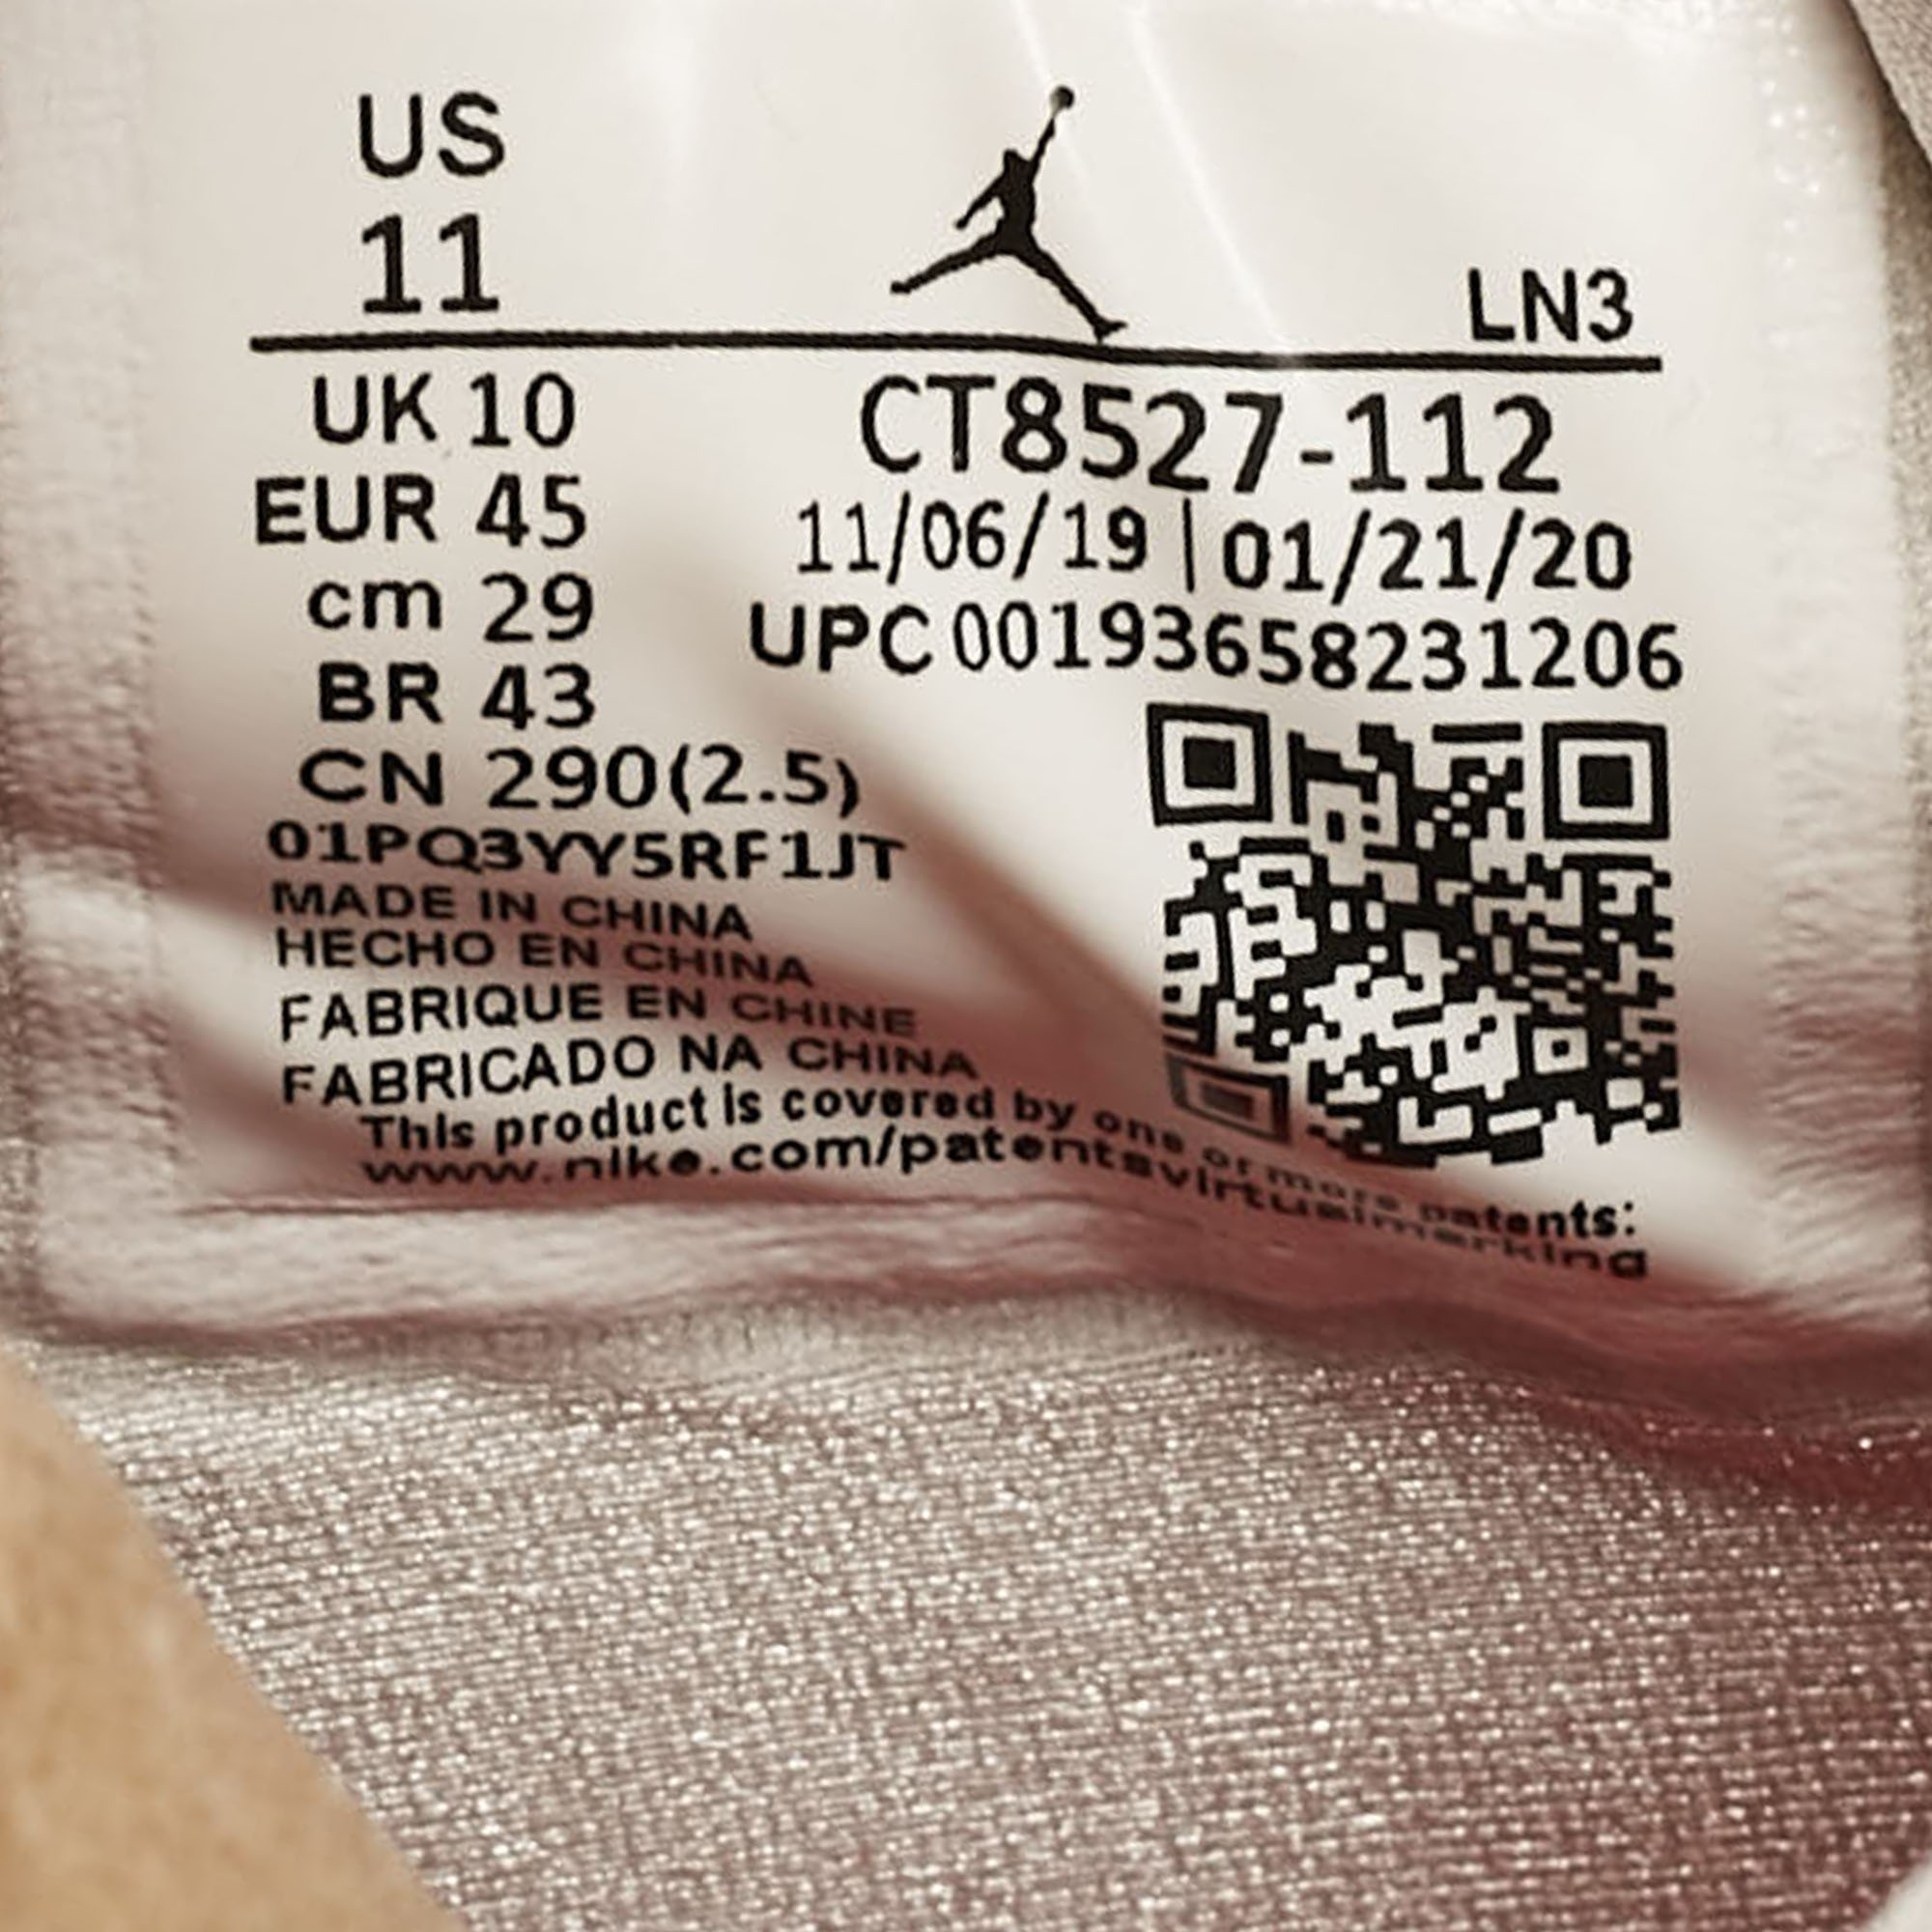 US
11
LN3
UK 10
EUR 45
cm 29
BR 43
CN 290(2.5)
CT8527-112
11/06/19 | 01/21/20
UPC 00193658231206
01PQ3YY5RF1JT
MADE IN CHINA
HECHO EN CHINA
FABRIQUE EN CHINE
FABRICADO NA CHINA
This product is covered by one or more patents:
www.nike.com/patentsvirtualmarking